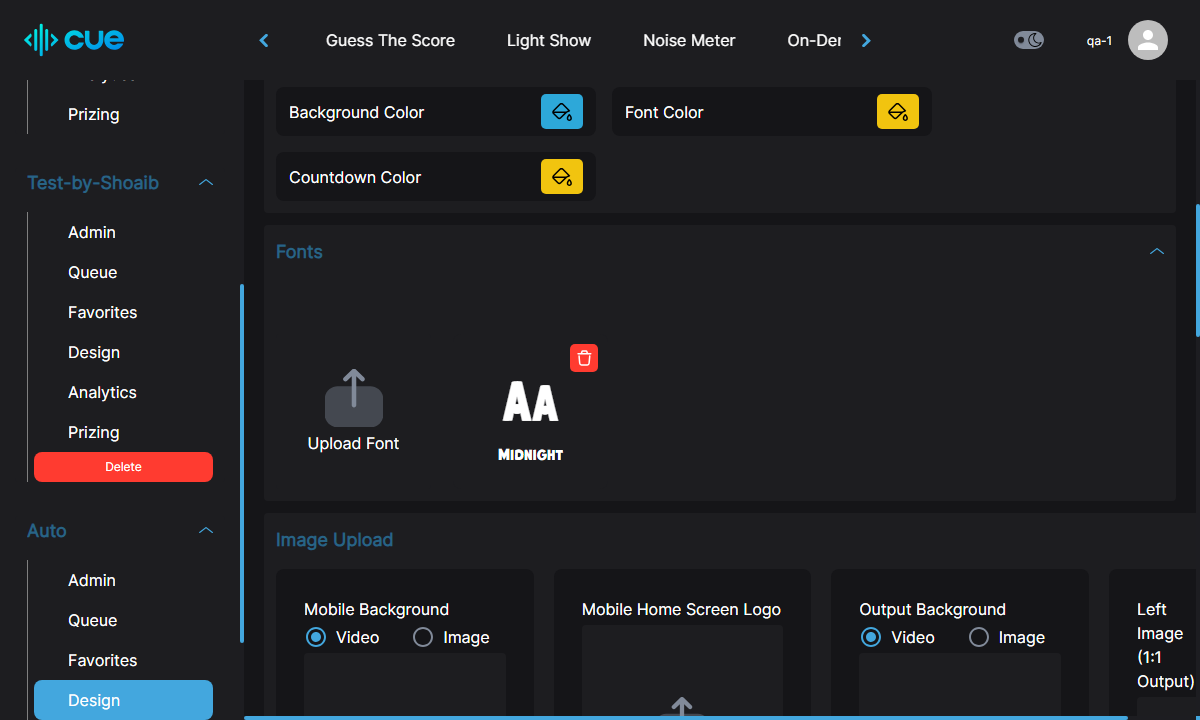 cue
Guess The Score
Light Show
Noise Meter
On-Der
qa-1
Prizing
Test-by-Shoaib
Admin
Queue
Favorites
Design
Analytics
Prizing
Delete
Auto
Admin
Queue
Favorites
Design
Background Color
Font Color
Countdown Color
Fonts
Upload Font
AA
MIDNIGHT
Image Upload
Mobile Background
Video Image
Mobile Home Screen Logo
Output Background
Video Image
Left
Image
(1:1
Output)